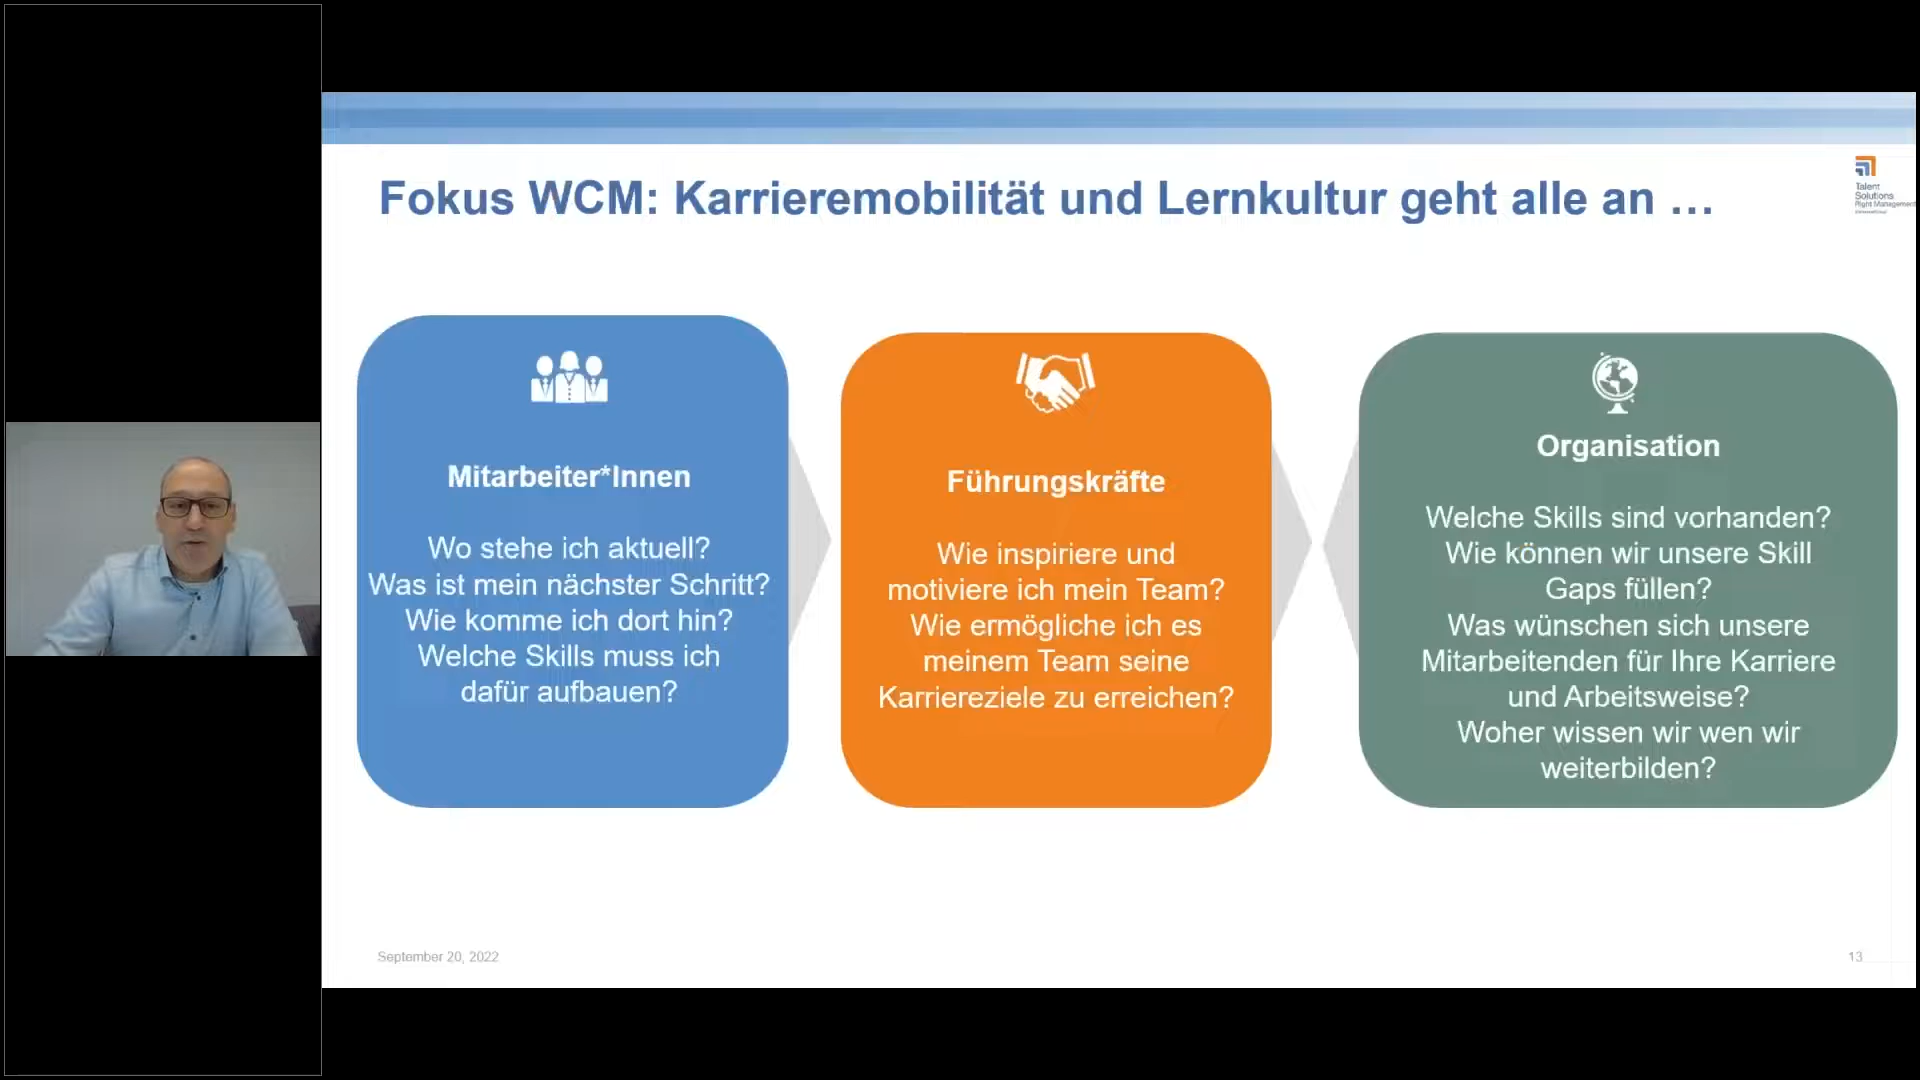 Fokus WCM: Karrieremobilität und Lernkultur geht alle an …
Talent
Solutions
Right Management
Mitarbeiter*Innen
Wo stehe ich aktuell?
Was ist mein nächster Schritt?
Wie komme ich dort hin?
Welche Skills muss ich
dafür aufbauen?
Führungskräfte
Wie inspiriere und
motiviere ich mein Team?
Wie ermögliche ich es
meinem Team seine
Karriereziele zu erreichen?
Organisation
Welche Skills sind vorhanden?
Wie können wir unsere Skill
Gaps füllen?
Was wünschen sich unsere
Mitarbeitenden für Ihre Karriere
und Arbeitsweise?
Woher wissen wir wen wir
weiterbilden?
September 20, 2022
13